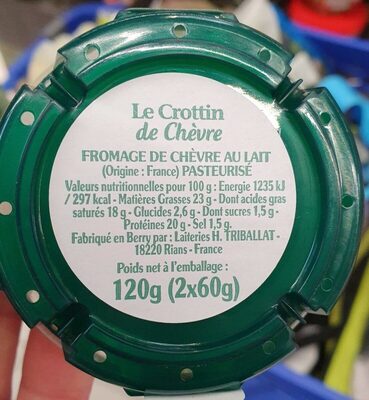 Le Crottin
de Chèvre
FROMAGE DE CHÈVRE AU LAIT
(Origine : France) PASTEURISÉ
Valeurs nutritionnelles pour 100 g : Energie 1235 kJ
/ 297 kcal - Matières Grasses 23 g - Dont acides gras
saturés 18 g - Glucides 2,6 g - Dont sucres 1,5 g -
Protéines 20 g - Sel 1,5 g.
Fabriqué en Berry par : Laiteries H. TRIBALLAT -
18220 Rians - France
Poids net à l'emballage :
120g (2x60g)